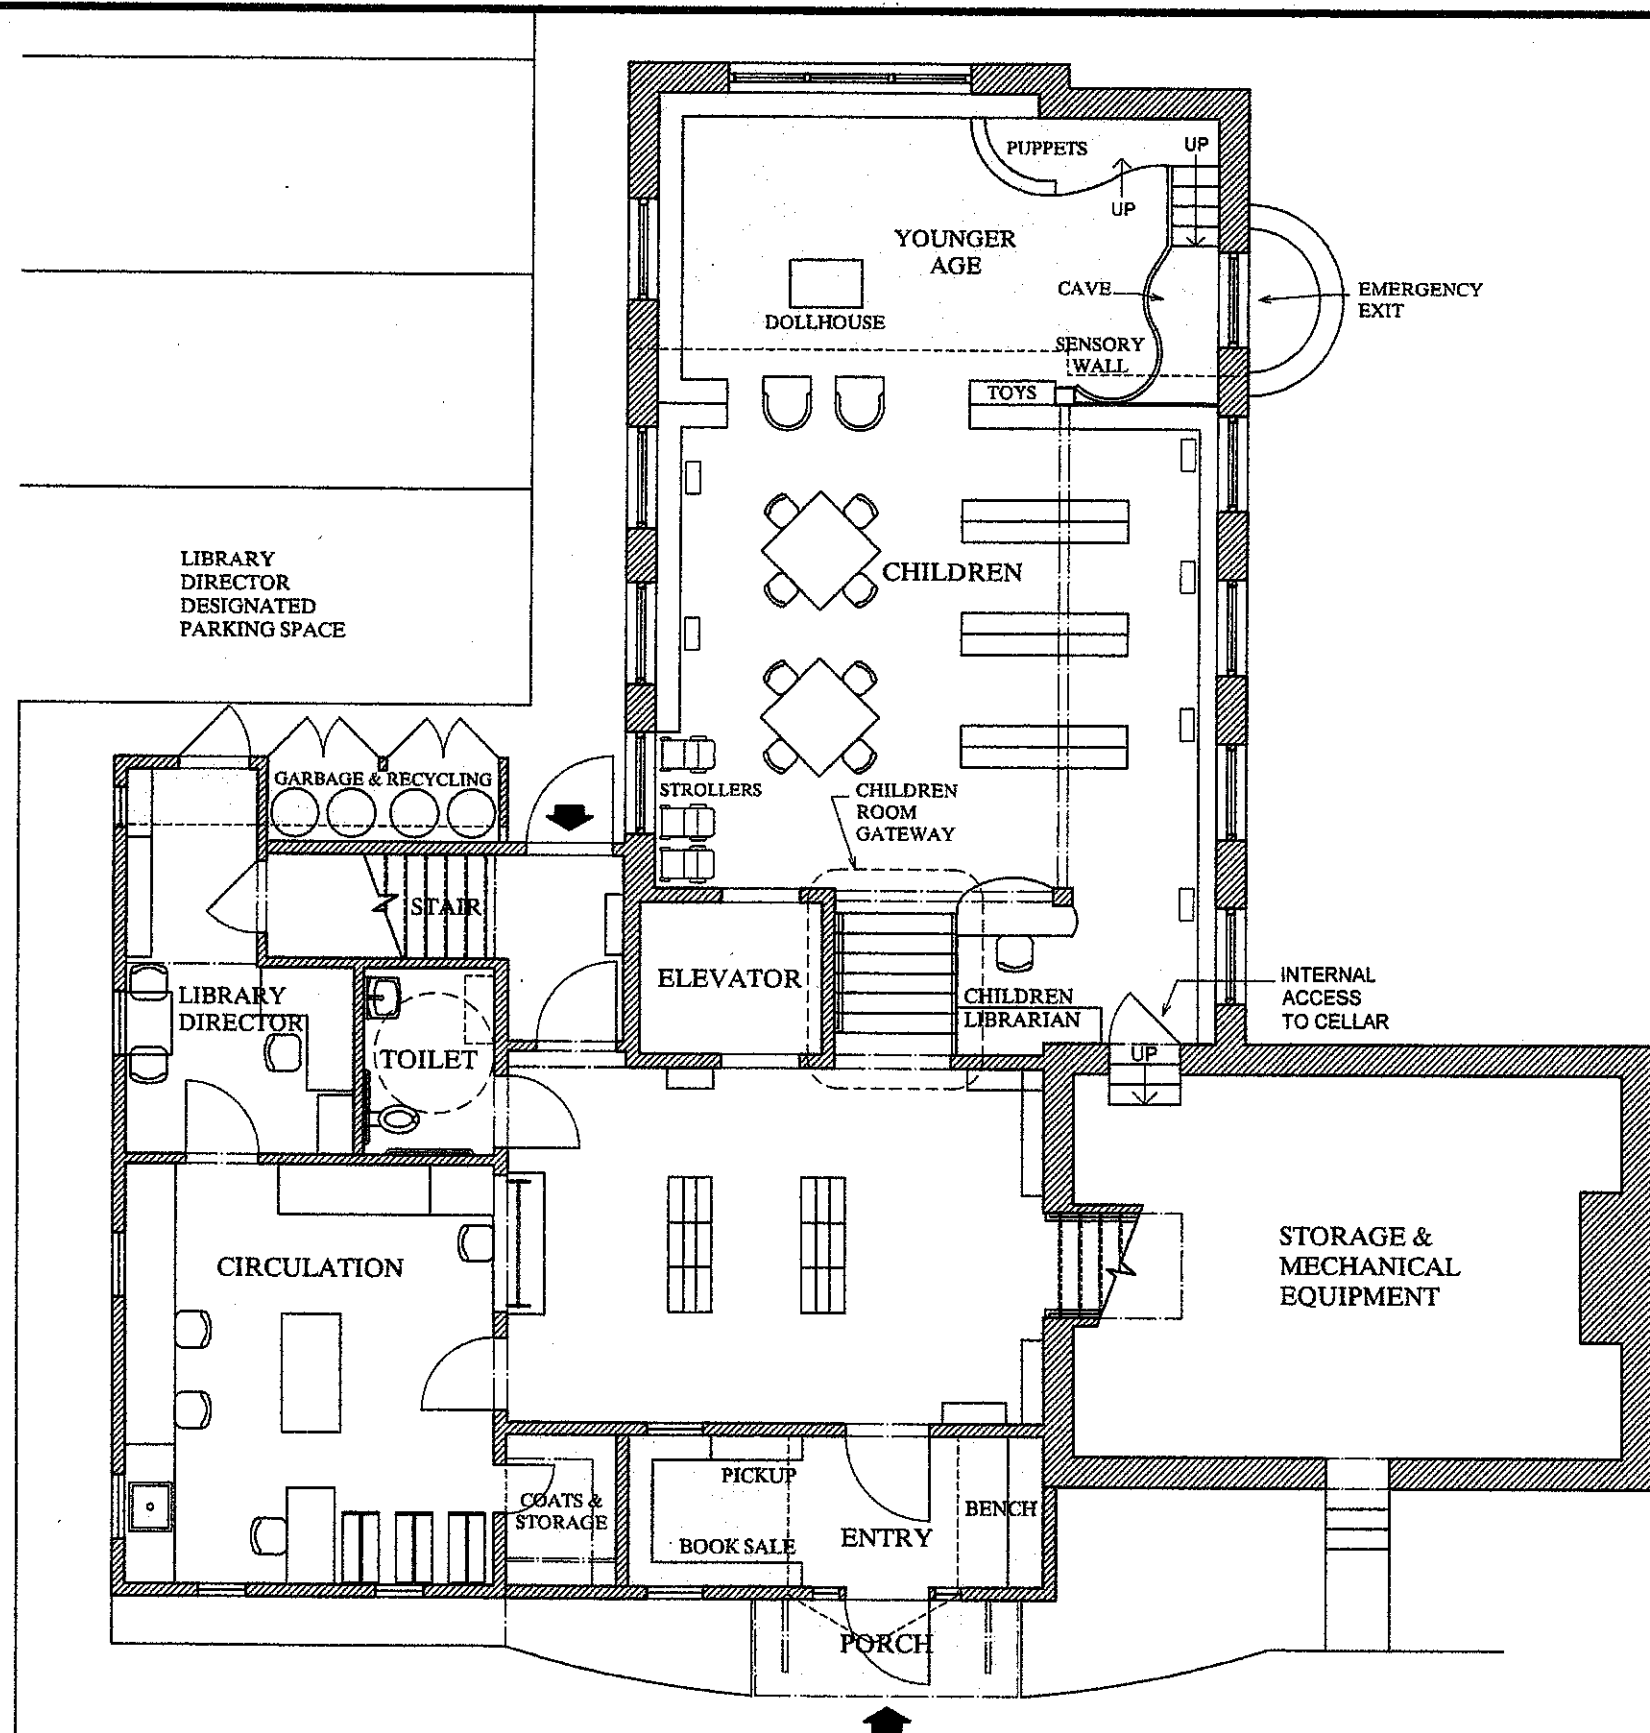 PUPPETS
UP
UP
YOUNGER
AGE
CAVE
EMERGENCY
EXIT
DOLLHOUSE
SENSORY
WALL
TOYS
LIBRARY
DIRECTOR
DESIGNATED
PARKING SPACE
CHILDREN
GARBAGE & RECYCLING
STROLLERS
CHILDREN
ROOM
GATEWAY
STAIR
ELEVATOR
LIBRARY
DIRECTOR
CHILDREN
LIBRARIAN
INTERNAL
ACCESS
TO CELLAR
TOILET
UP
CIRCULATION
STORAGE &
MECHANICAL
EQUIPMENT
PICKUP
COATS &
STORAGE
BENCH
BOOK SALE
ENTRY
PORCH